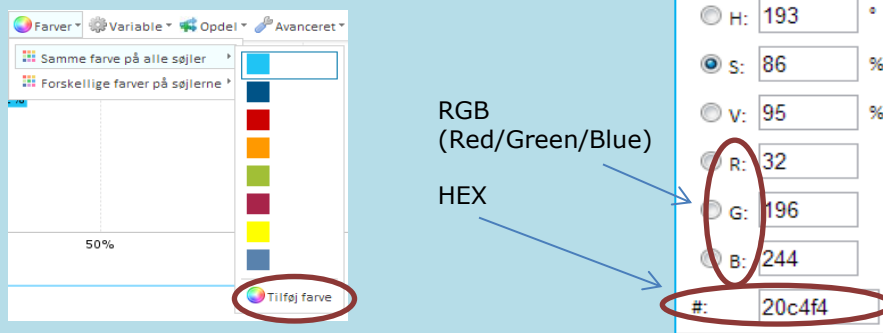 Farver Variable Opdel Avanceret
Samme farve på alle søjler
Forskellige farver på søjlerne
%
50%
Tilføj farve
RGB
(Red/Green/Blue)
HEX
H: 193 °
S: 86 %
V: 95 %
R: 32
G: 196
B: 244
#: 20c4f4